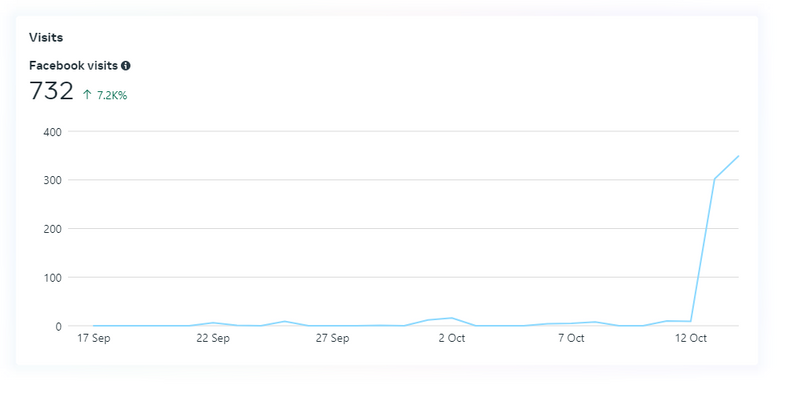 Visits
Facebook visits
732 ↑ 7.2K%
400
300
200
100
0
17 Sep 22 Sep 27 Sep 2 Oct 7 Oct 12 Oct